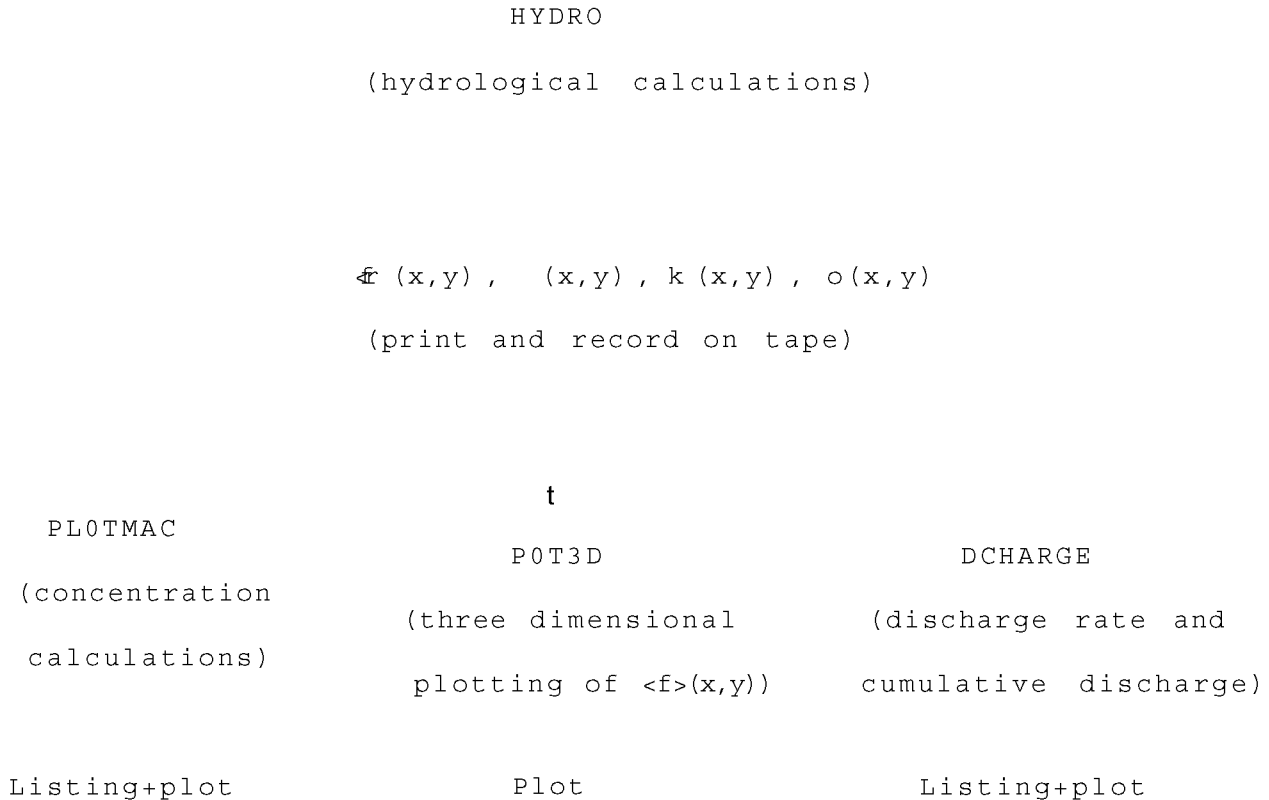 HYDRO
(hydrological calculations)
(x,y), (x,y), k (x,y), o(x,y)
(print and record on tape)
t
PL0TMAC
(concentration
calculations)
P0T3D
(three dimensional
plotting of <f>(x,y))
DCHARGE
(discharge rate and
cumulative discharge)
Listing+plot
Plot
Listing+plot